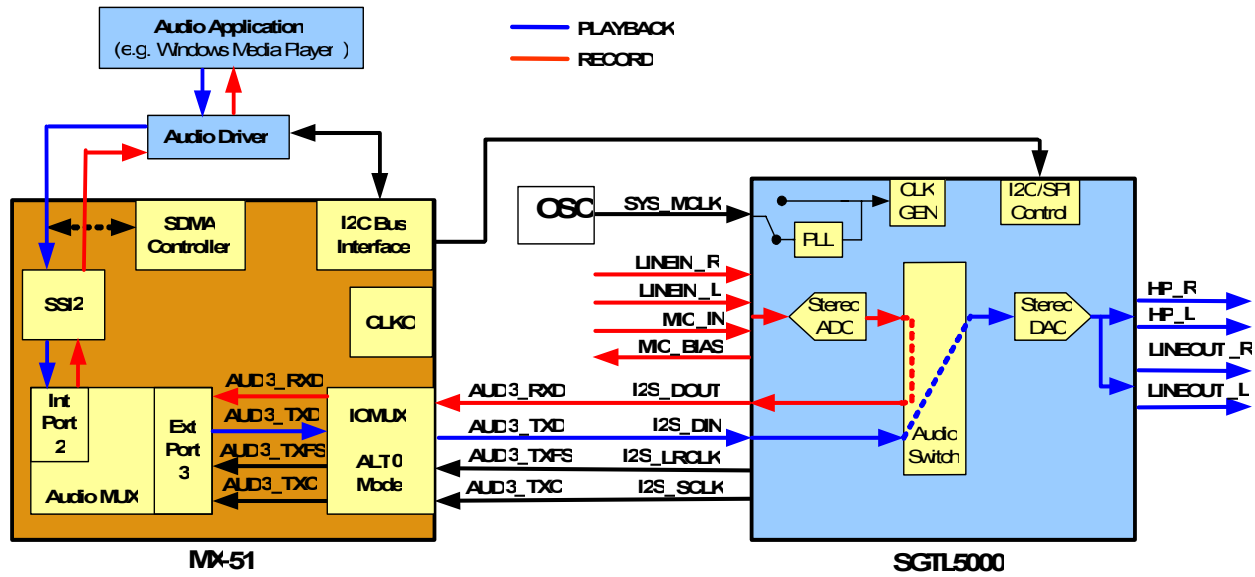 Audio Application
(e.g. Windows Media Player )
PLAYBACK
RECORD
Audio Driver
SDMA
Controller
I2C Bus
Interface
OSC
SYS_MCLK
CLK
GEN
I2C/SPI
Control
PLL
SSI2
CLKC
LINEIN_R
LINEIN_L
MIC_IN
MIC_BIAS
Stereo
ADC
Stereo
DAC
HP_R
HP_L
LINEOUT_R
LINEOUT_L
Int
Port
2
Audio MUX
Ext
Port
3
AUD3_RXD
AUD3_TXD
AUD3_TXFS
AUD3_TXC
IOMUX
ALT0
Mode
AUD3_RXD
I2S_DOUT
AUD3_TXD
I2S_DIN
AUD3_TXFS
I2S_LRCLK
AUD3_TXC
I2S_SCLK
Audio
Switch
MX-51
SGTL5000